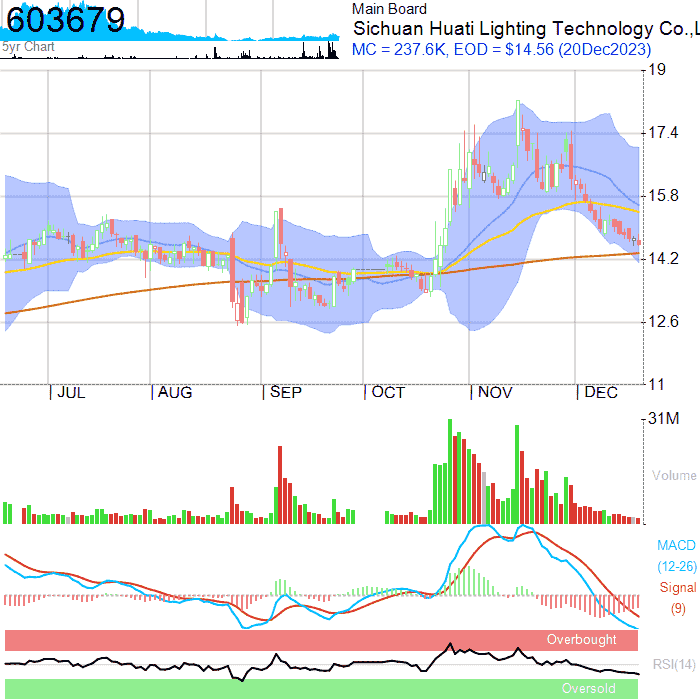 603679
5yr Chart
Main Board
Sichuan Huati Lighting Technology Co.,L
MC = 237.6K, EOD = $14.56 (20Dec2023)
19
17.4
15.8
14.2
12.6
11
JUL AUG SEP OCT NOV DEC
31M
Volume
MACD
(12-26)
Signal
(9)
Overbought
RSI(14)
Oversold